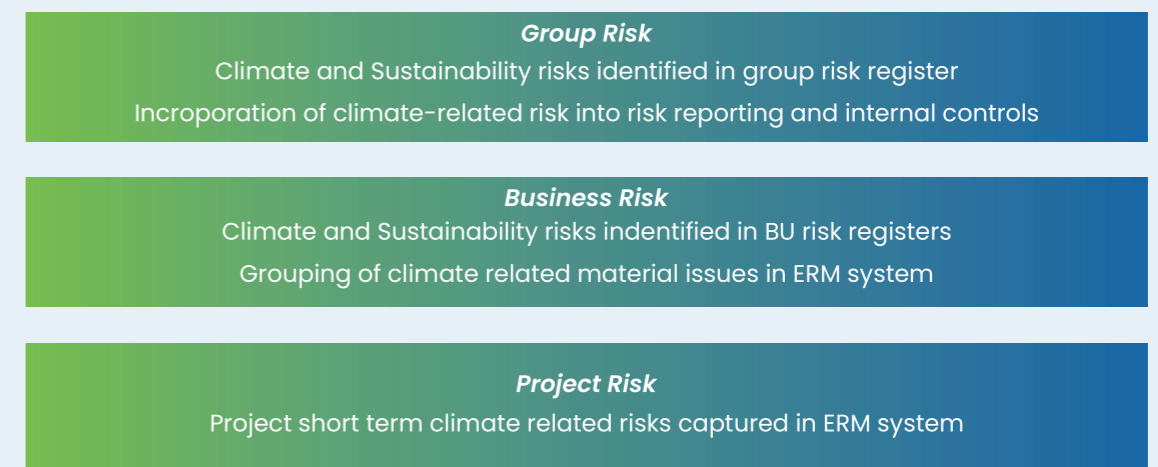 Group Risk
Climate and Sustainability risks identified in group risk register
Incroporation of climate-related risk into risk reporting and internal controls
Business Risk
Climate and Sustainability risks indentified in BU risk registers
Grouping of climate related material issues in ERM system
Project Risk
Project short term climate related risks captured in ERM system